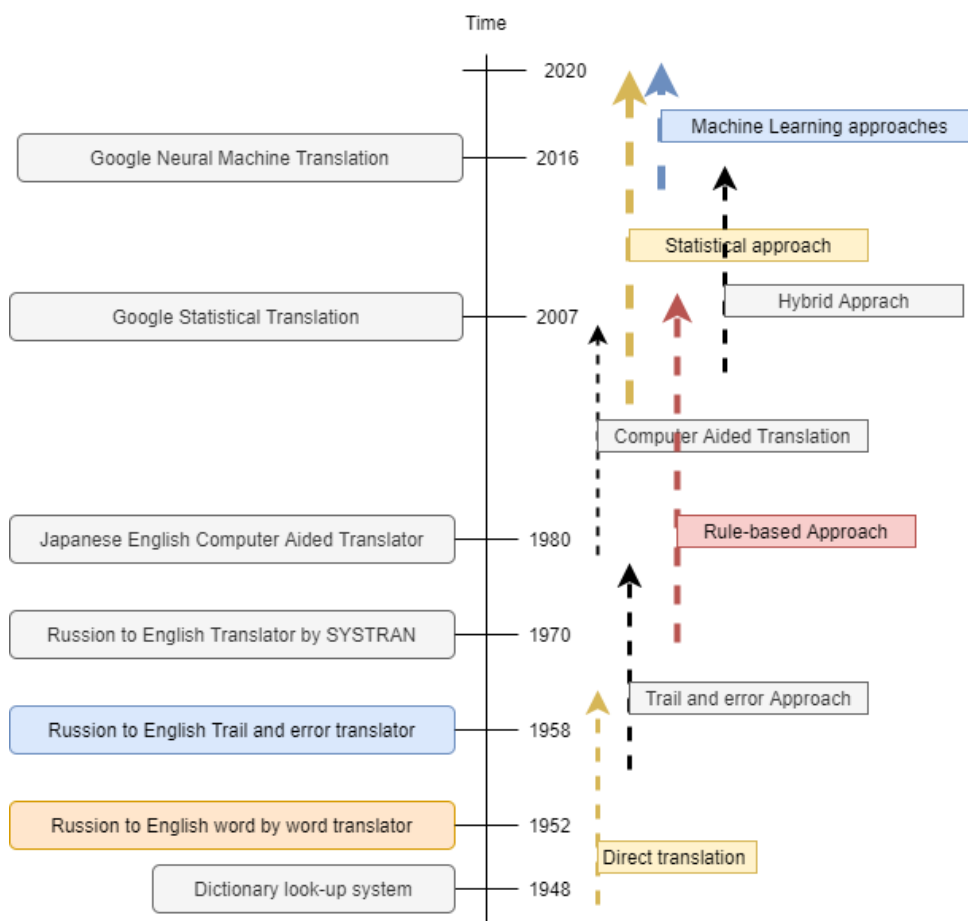 Time
2020
Machine Learning approaches
Google Neural Machine Translation
2016
Statistical approach
Hybrid Apprach
Google Statistical Translation
2007
Computer Aided Translation
Japanese English Computer Aided Translator
1980
Rule-based Approach
Russion to English Translator by SYSTRAN
1970
Trail and error Approach
Russion to English Trail and error translator
1958
Russion to English word by word translator
1952
Direct translation
Dictionary look-up system
1948